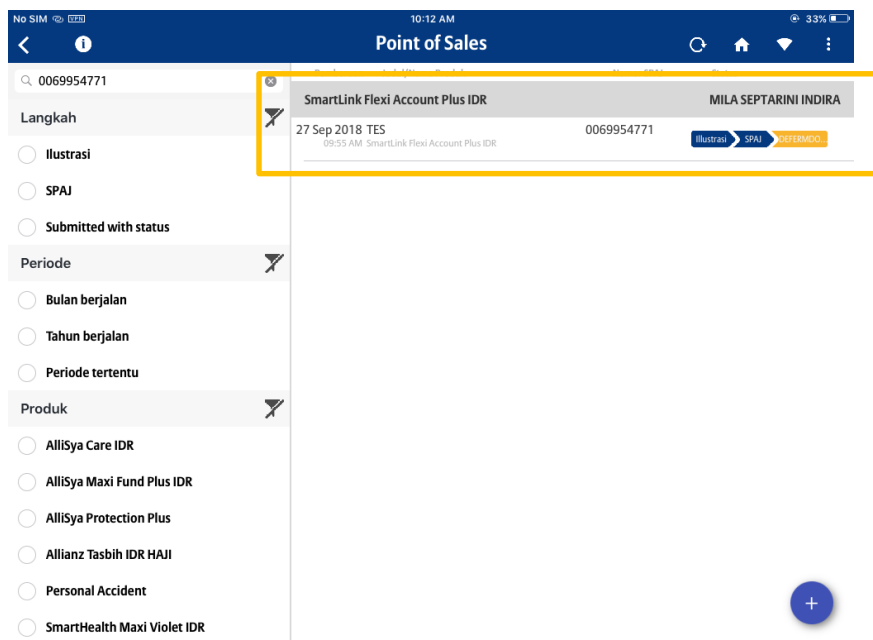 No SIM VPN 10:12 AM 33%
Point of Sales
0069954771
SmartLink Flexi Account Plus IDR MILA SEPTARINI INDIRA
27 Sep 2018 TES 0069954771
09:55 AM SmartLink Flexi Account Plus IDR
Ilustrasi SPAJ DEFERMDO...
Langkah
Ilustrasi
SPAJ
Submitted with status
Periode
Bulan berjalan
Tahun berjalan
Periode tertentu
Produk
AlliSya Care IDR
AlliSya Maxi Fund Plus IDR
AlliSya Protection Plus
Allianz Tasbih IDR HAJI
Personal Accident
SmartHealth Maxi Violet IDR